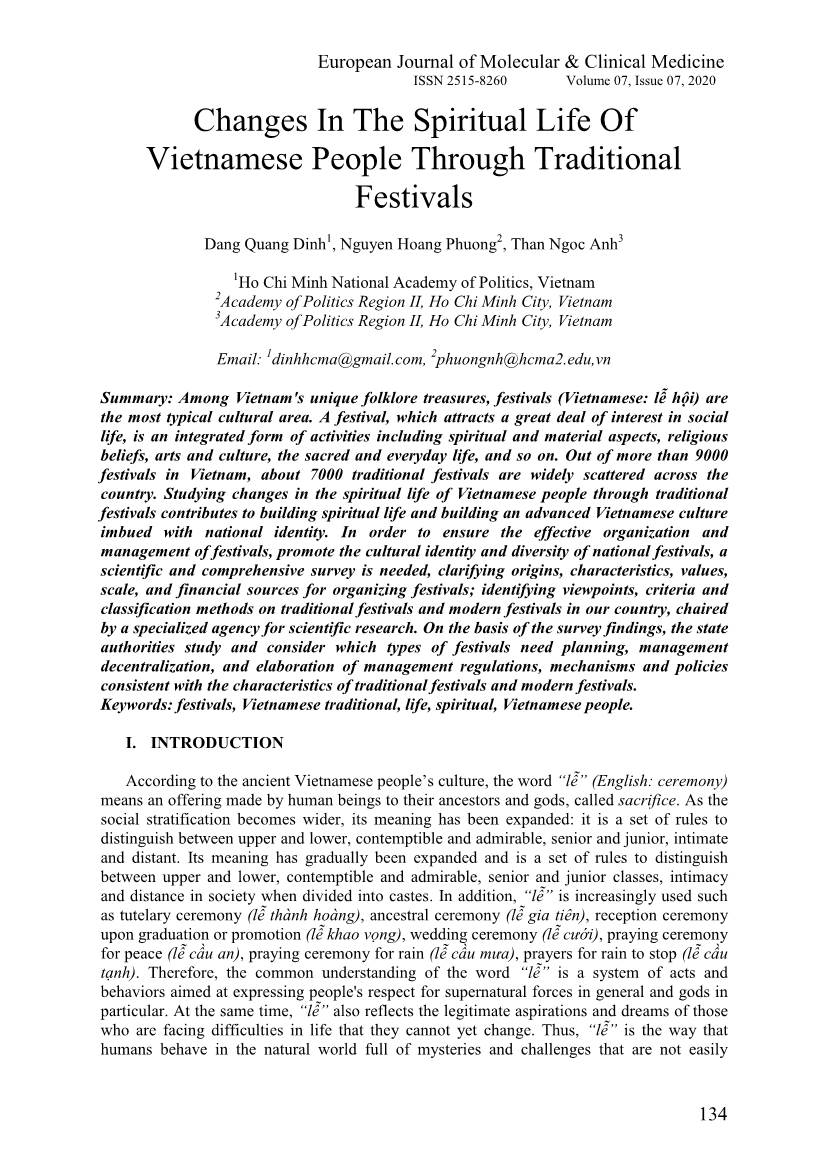 European Journal of Molecular & Clinical Medicine
ISSN 2515-8260 Volume 07, Issue 07, 2020
Changes In The Spiritual Life Of
Vietnamese People Through Traditional
Festivals
Dang Quang Dinh1, Nguyen Hoang Phuong2, Than Ngoc Anh3
1Ho Chi Minh National Academy of Politics, Vietnam
2Academy of Politics Region II, Ho Chi Minh City, Vietnam
3Academy of Politics Region II, Ho Chi Minh City, Vietnam
Email: 1dinhhcma@gmail.com, 2phuongnh@hcma2.edu,vn
Summary: Among Vietnam's unique folklore treasures, festivals (Vietnamese: lễ hội) are
the most typical cultural area. A festival, which attracts a great deal of interest in social
life, is an integrated form of activities including spiritual and material aspects, religious
beliefs, arts and culture, the sacred and everyday life, and so on. Out of more than 9000
festivals in Vietnam, about 7000 traditional festivals are widely scattered across the
country. Studying changes in the spiritual life of Vietnamese people through traditional
festivals contributes to building spiritual life and building an advanced Vietnamese culture
imbued with national identity. In order to ensure the effective organization and
management of festivals, promote the cultural identity and diversity of national festivals, a
scientific and comprehensive survey is needed, clarifying origins, characteristics, values,
scale, and financial sources for organizing festivals; identifying viewpoints, criteria and
classification methods on traditional festivals and modern festivals in our country, chaired
by a specialized agency for scientific research. On the basis of the survey findings, the state
authorities study and consider which types of festivals need planning, management
decentralization, and elaboration of management regulations, mechanisms and policies
consistent with the characteristics of traditional festivals and modern festivals.
Keywords: festivals, Vietnamese traditional, life, spiritual, Vietnamese people.
I. INTRODUCTION
According to the ancient Vietnamese people’s culture, the word “lễ” (English: ceremony)
means an offering made by human beings to their ancestors and gods, called sacrifice. As the
social stratification becomes wider, its meaning has been expanded: it is a set of rules to
distinguish between upper and lower, contemptible and admirable, senior and junior, intimate
and distant. Its meaning has gradually been expanded and is a set of rules to distinguish
between upper and lower, contemptible and admirable, senior and junior classes, intimacy
and distance in society when divided into castes. In addition, “lễ” is increasingly used such
as tutelary ceremony (lễ thành hoàng), ancestral ceremony (lễ gia tiên), reception ceremony
upon graduation or promotion (lễ khao vọng), wedding ceremony (lễ cưới), praying ceremony
for peace (lễ cầu an), praying ceremony for rain (lễ cầu mưa), prayers for rain to stop (lễ cầu
tạnh). Therefore, the common understanding of the word “lễ” is a system of acts and
behaviors aimed at expressing people's respect for supernatural forces in general and gods in
particular. At the same time, “lễ” also reflects the legitimate aspirations and dreams of those
who are facing difficulties in life that they cannot yet change. Thus, “lễ” is the way that
humans behave in the natural world full of mysteries and challenges that are not easily
134